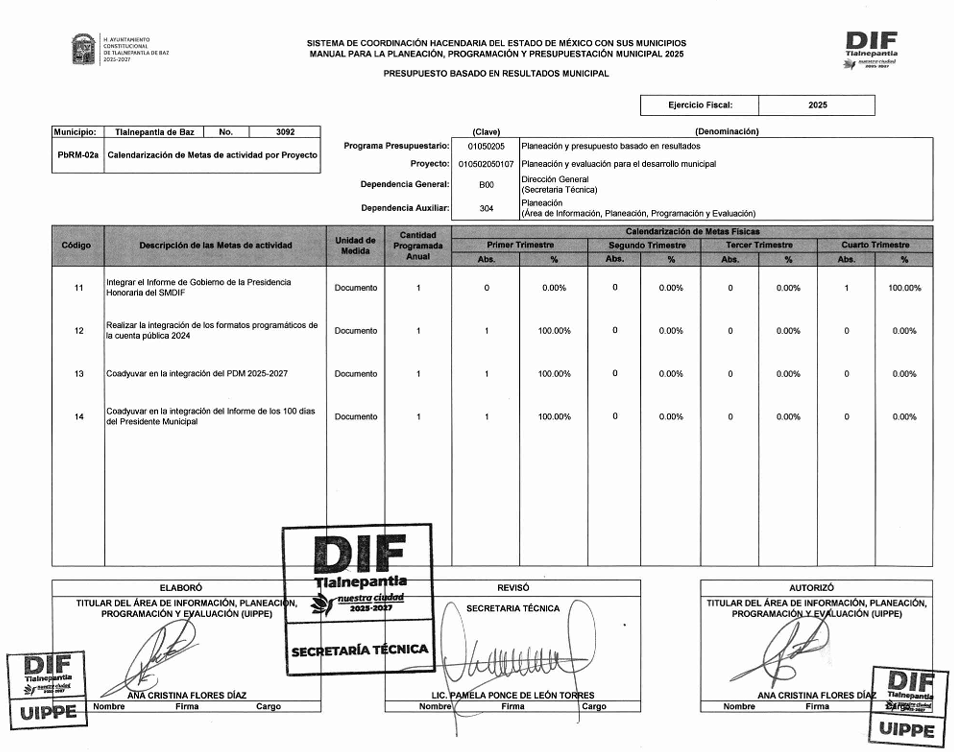 H. AYUNTAMIENTO
CONSTITUCIONAL
DE TLALNEPANTLA DE BAZ
2025-2027
SISTEMA DE COORDINACIÓN HACENDARIA DEL ESTADO DE MÉXICO CON SUS MUNICIPIOS
MANUAL PARA LA PLANEACIÓN, PROGRAMACIÓN Y PRESUPUESTACIÓN MUNICIPAL 2025
PRESUPUESTO BASADO EN RESULTADOS MUNICIPAL
DIF
Tlalnepantla
nuestra ciudad
2025-2027
Ejercicio Fiscal: 2025
Municipio: Tlalnepantla de Baz No. 3092
PbRM-02a Calendarización de Metas de actividad por Proyecto
(Clave) (Denominación)
Programa Presupuestario: 01050205 Planeación y presupuesto basado en resultados
Proyecto: 010502050107 Planeación y evaluación para el desarrollo municipal
Dependencia General: B00 Dirección General
(Secretaria Técnica)
Dependencia Auxiliar: 304 Planeación
(Área de Información, Planeación, Programación y Evaluación)
Código Descripción de las Metas de actividad Unidad de Medida Cantidad Programada Anual Calendarización de Metas Físicas
Primer Trimestre Segundo Trimestre Tercer Trimestre Cuarto Trimestre
Abs. % Abs. % Abs. % Abs. %
11 Integrar el Informe de Gobierno de la Presidencia
Honoraria del SMDIF Documento 1 0 0.00% 0 0.00% 0 0.00% 1 100.00%
12 Realizar la integración de los formatos programáticos de
la cuenta pública 2024 Documento 1 1 100.00% 0 0.00% 0 0.00% 0 0.00%
13 Coadyuvar en la integración del PDM 2025-2027 Documento 1 1 100.00% 0 0.00% 0 0.00% 0 0.00%
14 Coadyuvar en la integración del Informe de los 100 días
del Presidente Municipal Documento 1 1 100.00% 0 0.00% 0 0.00% 0 0.00%
DIF
Tlalnepantla
nuestra ciudad
2025-2027
SECRETARÍA TÉCNICA
ELABORÓ
TITULAR DEL ÁREA DE INFORMACIÓN, PLANEACIÓN,
PROGRAMACIÓN Y EVALUACIÓN (UIPPE)
ANA CRISTINA FLORES DÍAZ
Nombre Firma Cargo
REVISÓ
SECRETARIA TÉCNICA
LIC. PAMELA PONCE DE LEÓN TORRES
Nombre Firma Cargo
AUTORIZÓ
TITULAR DEL ÁREA DE INFORMACIÓN, PLANEACIÓN,
PROGRAMACIÓN Y EVALUACIÓN (UIPPE)
ANA CRISTINA FLORES DÍAZ
Nombre Firma Cargo
DIF
Tlalnepantla
nuestra ciudad
2025-2027
UIPPE
DIF
Tlalnepantla
nuestra ciudad
2025-2027
UIPPE